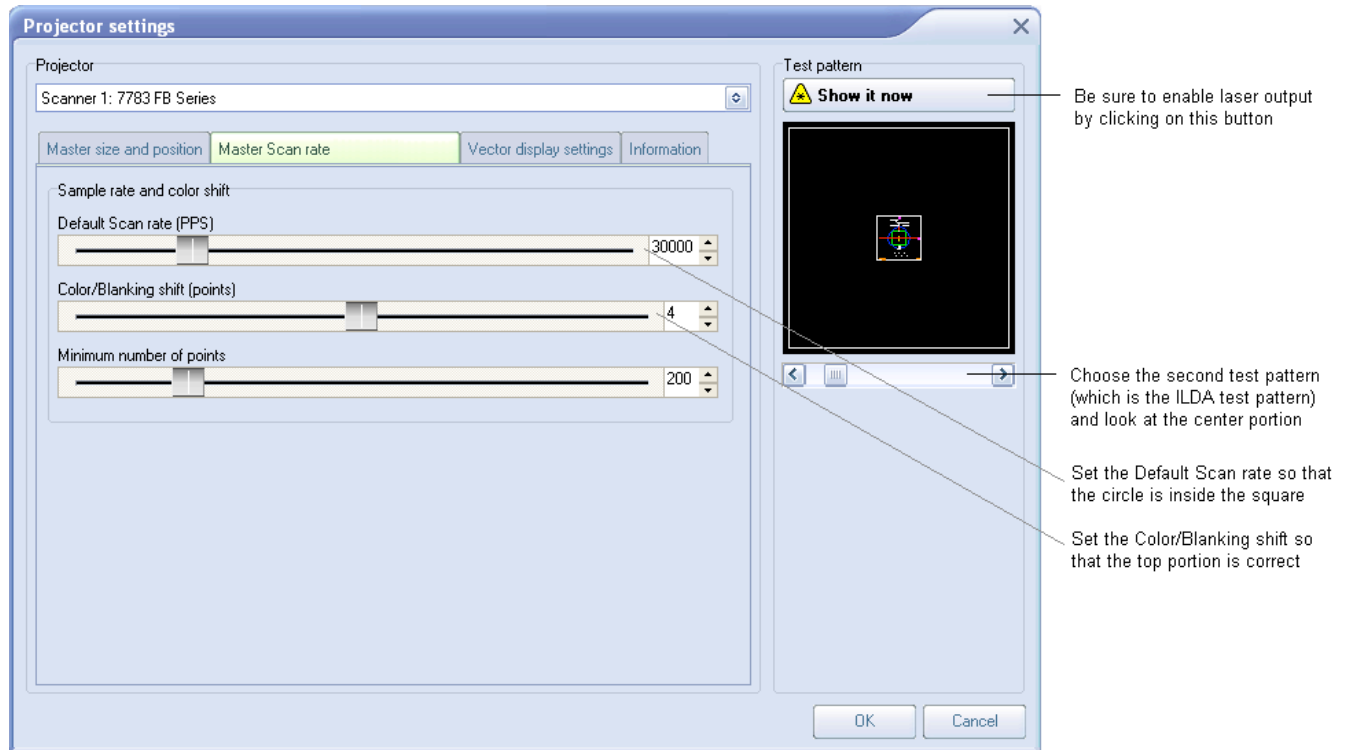 Projector settings
Projector
Scanner 1: 7783 FB Series
Master size and position
Master Scan rate
Vector display settings
Information
Sample rate and color shift
Default Scan rate (PPS)
30000
Color/Blanking shift (points)
4
Minimum number of points
200
Test pattern
Show it now
OK
Cancel
Be sure to enable laser output
by clicking on this button
Choose the second test pattern
(which is the ILDA test pattern)
and look at the center portion
Set the Default Scan rate so that
the circle is inside the square
Set the Color/Blanking shift so
that the top portion is correct